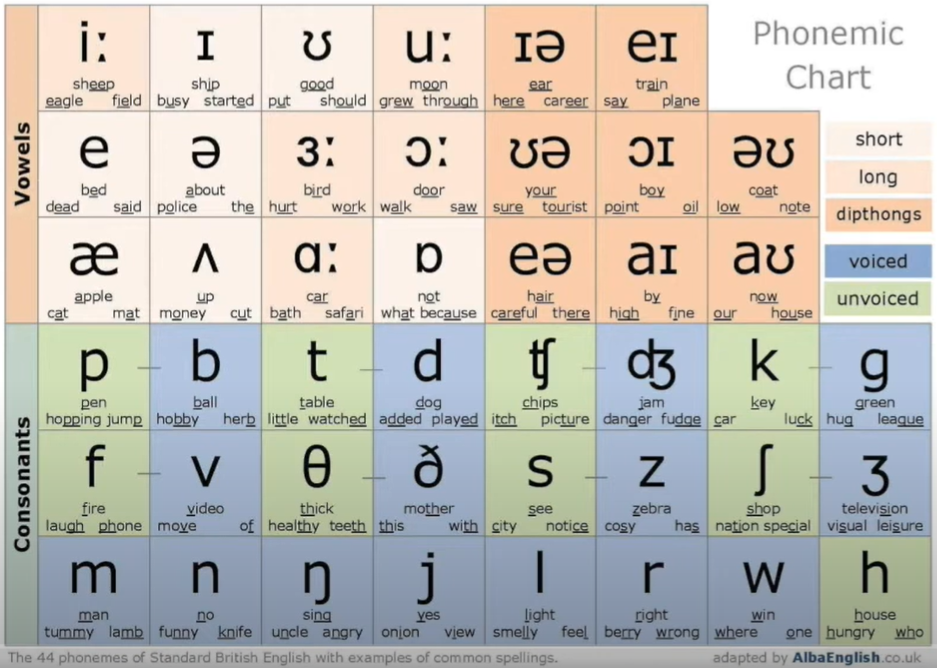 Phonemic
Chart
iː ɪ ʊ uː ɪə eɪ
sheep ship good moon ear train
eagle field busy started put should grew through here career say plane
short
long
dipthongs
voiced
unvoiced
Vowels
e ə ɜː ɔː ʊə ɔɪ əʊ
bed about bird door your boy coat
dead said police the hurt work walk saw sure tourist point oil low note
æ ʌ ɑː ɒ eə aɪ aʊ
apple up car not hair by now
cat mat money cut bath safari what because careful there high fine our house
Consonants
p b t d ʧ ʤ k g
pen ball table dog chips jam key green
hopping jump hobby herb little watched added played itch picture danger fudge car luck hug league
f v θ ð s z ʃ ʒ
fire video thick mother see zebra shop television
laugh phone move of healthy teeth this with city notice cosy has nation special visual leisure
m n ŋ j l r w h
man no sing yes light right win house
tummy lamb funny knife uncle angry onion view smelly feel berry wrong where one hungry who
The 44 phonemes of Standard British English with examples of common spellings.
adapted by AlbaEnglish.co.uk